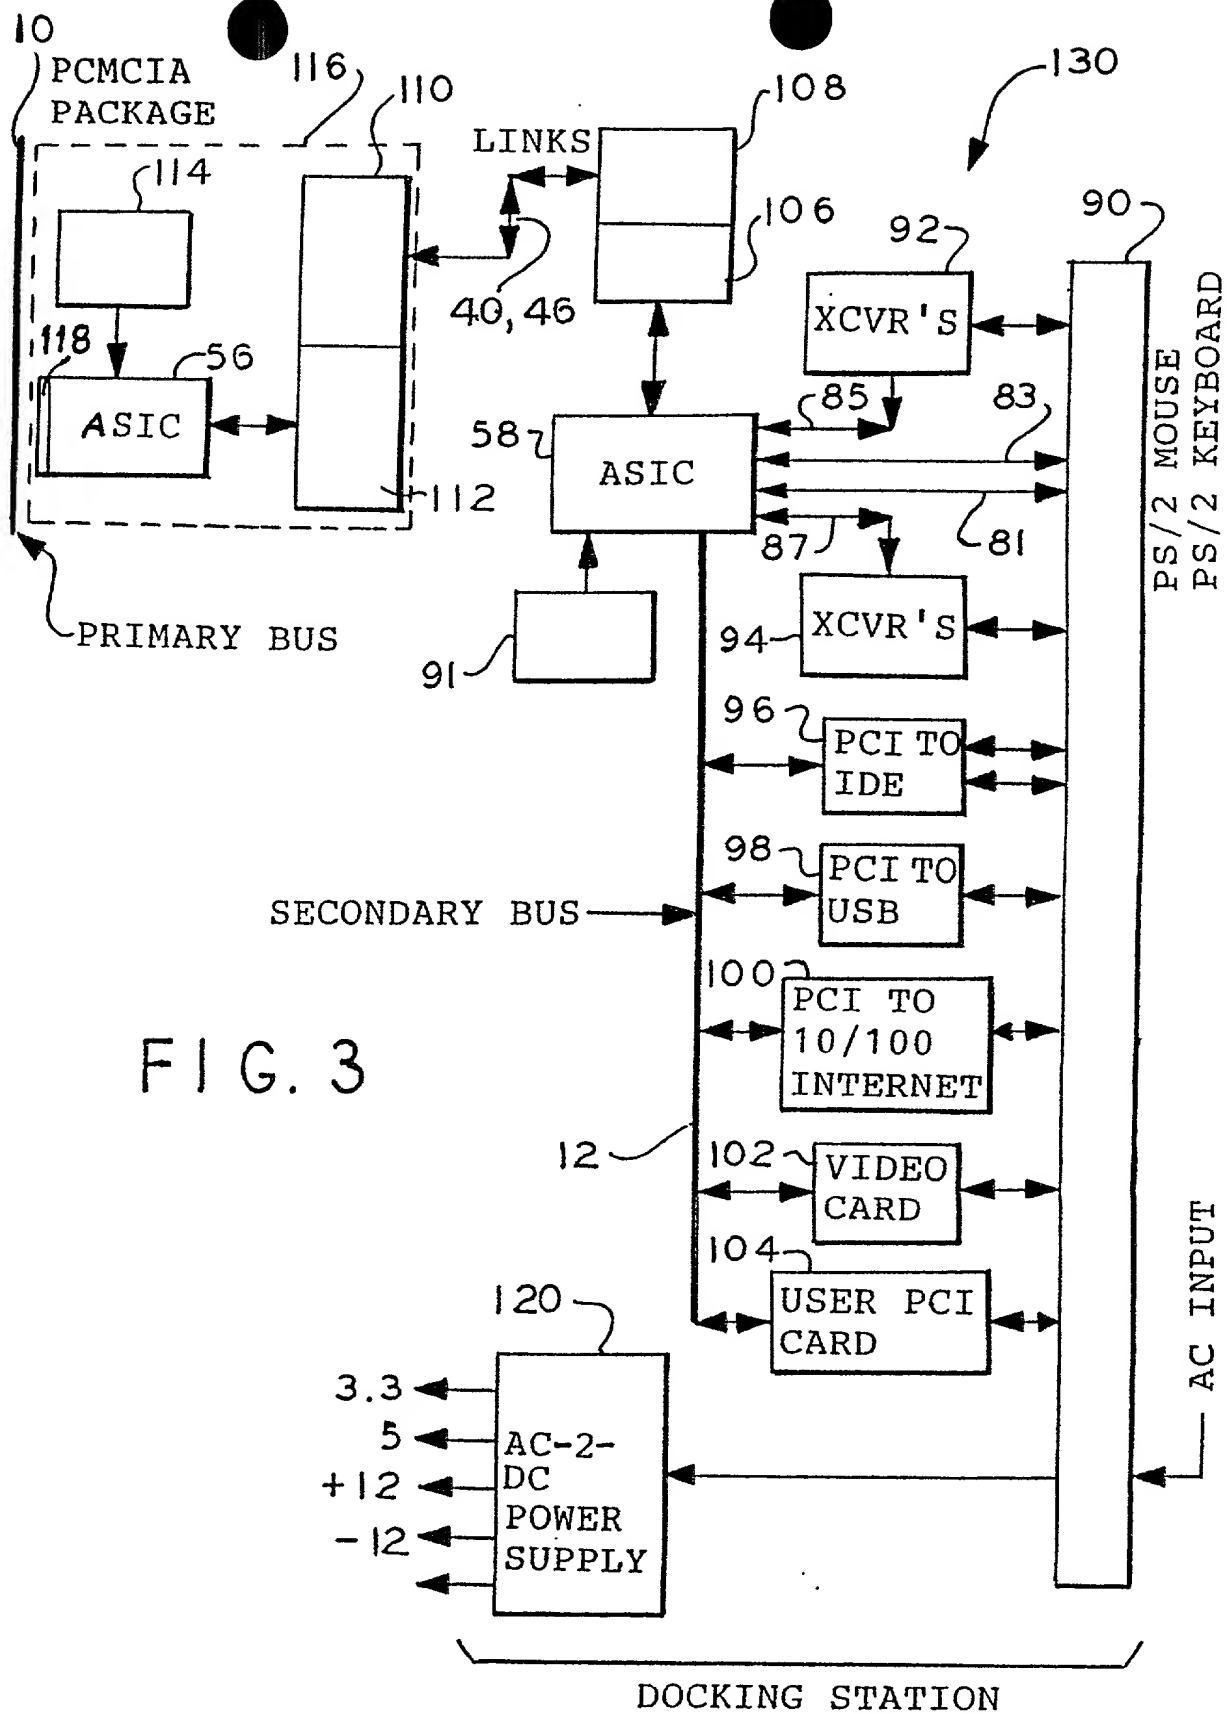 10
PCMCIA
PACKAGE
116
110
114
118
56
ASIC
112
PRIMARY BUS
LINKS
40,46
108
106
130
90
92
XCVR'S
85
83
58
ASIC
87
81
91
94
XCVR'S
PS/2 MOUSE
PS/2 KEYBOARD
96
PCI TO
IDE
98
PCI TO
USB
SECONDARY BUS
100
PCI TO
10/100
INTERNET
FIG. 3
12
102
VIDEO
CARD
104
USER PCI
CARD
AC INPUT
120
3.3
5
+12
-12
AC-2-
DC
POWER
SUPPLY
DOCKING STATION